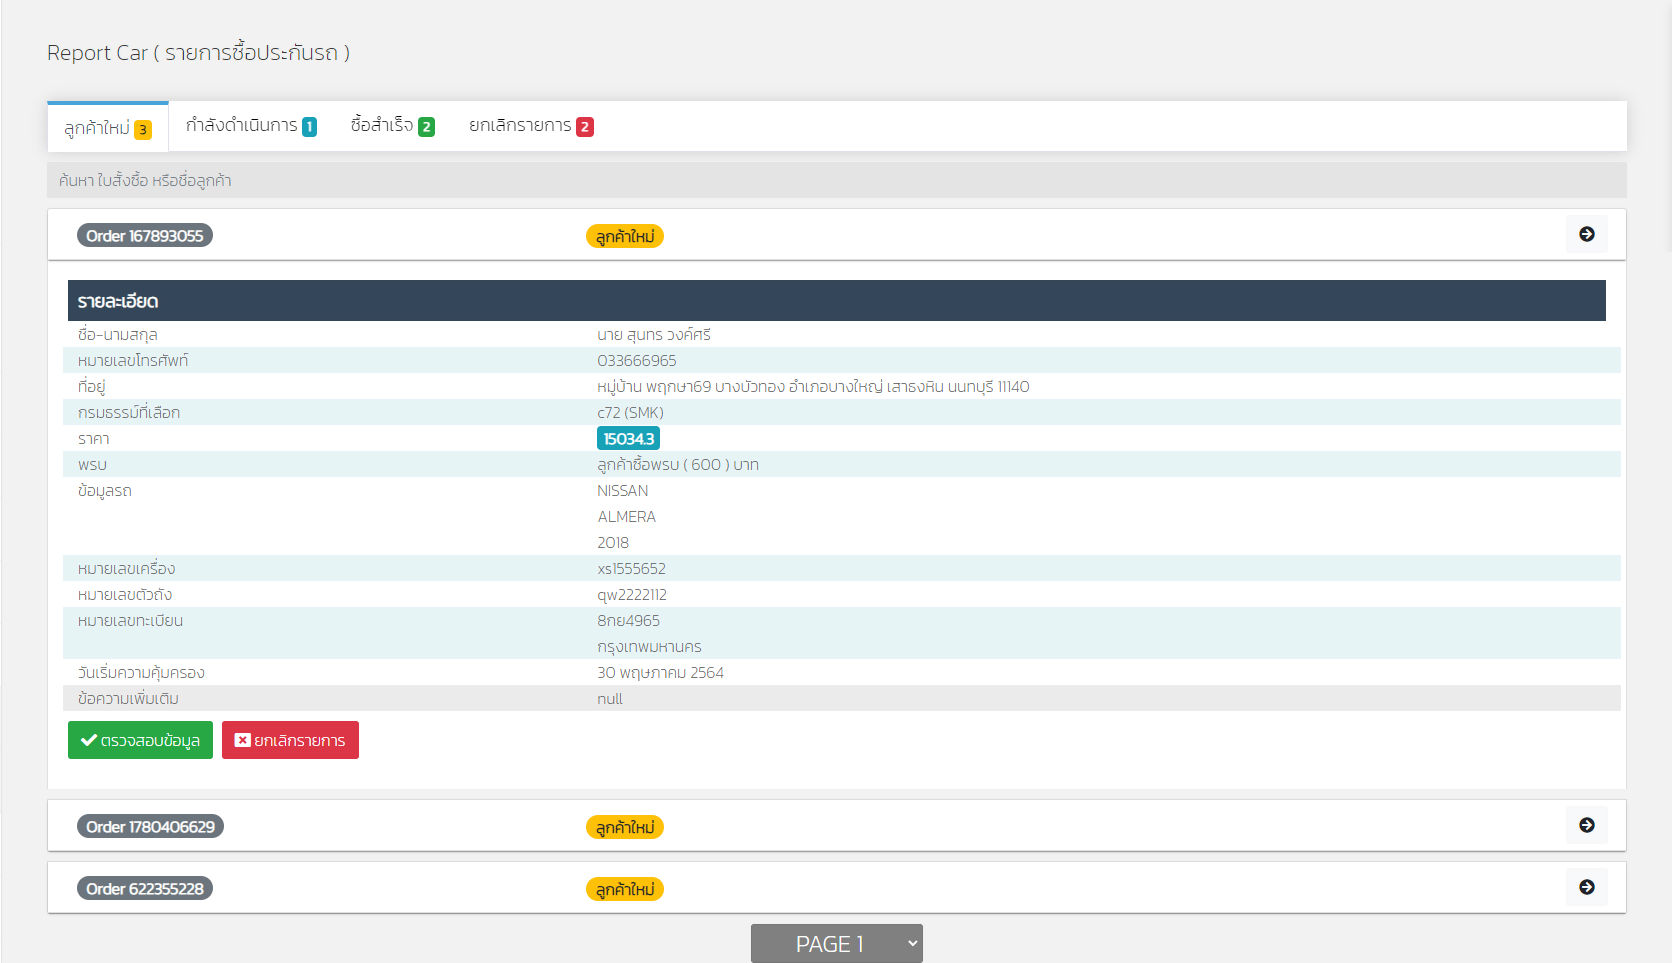 Report Car ( รายการซื้อประกันรถ )
ลูกค้าใหม่ 3 กำลังดำเนินการ 1 ซื้อสำเร็จ 2 ยกเลิกรายการ 2
ค้นหา ใบสั่งซื้อ หรือชื่อลูกค้า
Order 167893055 ลูกค้าใหม่
รายละเอียด
ชื่อ-นามสกุล นาย สุนทร วงค์ศรี
หมายเลขโทรศัพท์ 033666965
ที่อยู่ หมู่บ้าน พฤกษา69 บางบัวทอง อำเภอบางใหญ่ เสาธงหิน นนทบุรี 11140
กรมธรรม์ที่เลือก c72 (SMK)
ราคา 15034.3
พรบ ลูกค้าซื้อพรบ ( 600 ) บาท
ข้อมูลรถ NISSAN
ALMERA
2018
หมายเลขเครื่อง xs1555652
หมายเลขตัวถัง qw2222112
หมายเลขทะเบียน 8กย4965
กรุงเทพมหานคร
วันเริ่มความคุ้มครอง 30 พฤษภาคม 2564
ข้อความเพิ่มเติม null
ตรวจสอบข้อมูล ยกเลิกรายการ
Order 1780406629 ลูกค้าใหม่
Order 622355228 ลูกค้าใหม่
PAGE 1